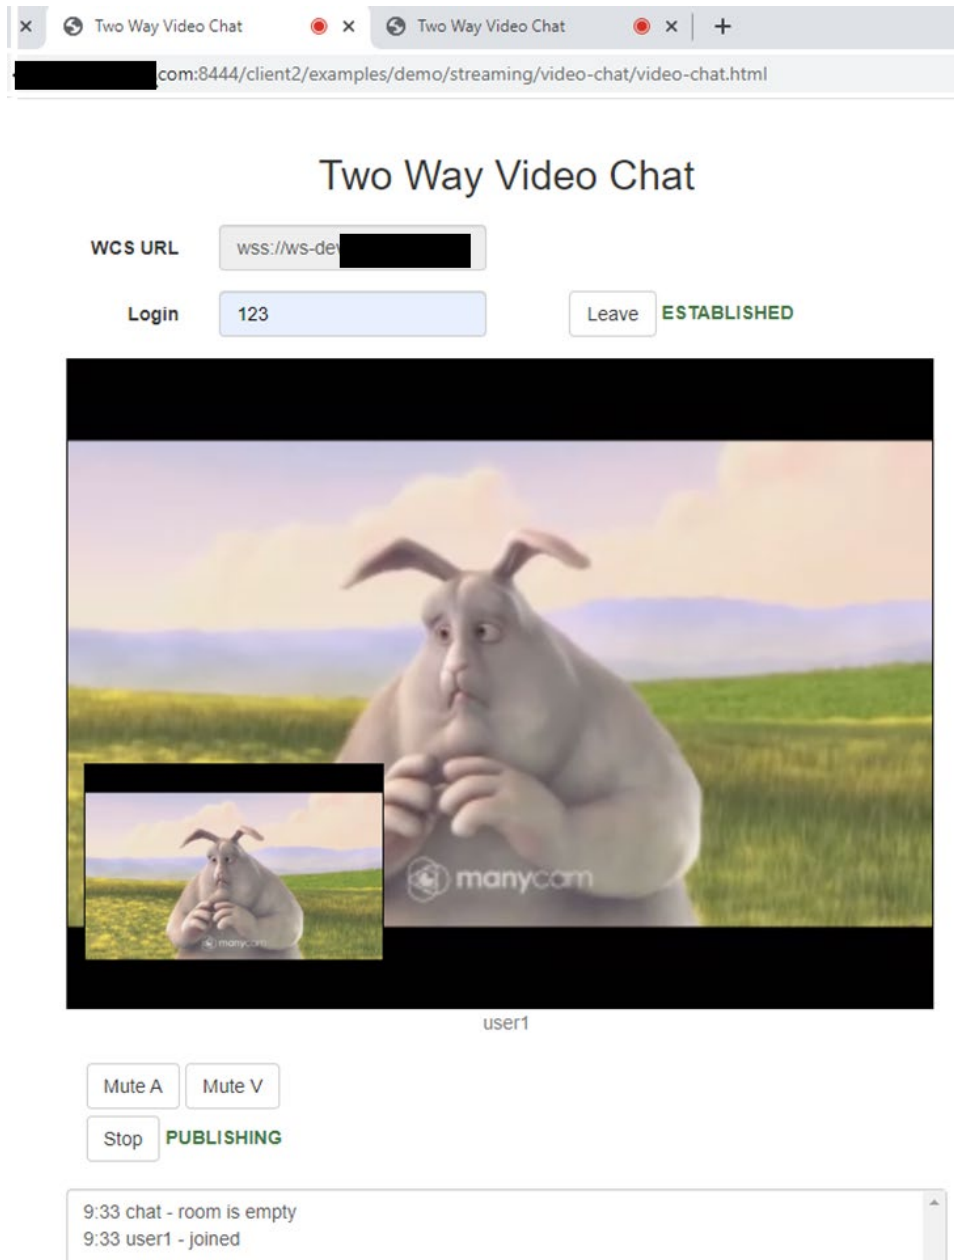 Two Way Video Chat
Two Way Video Chat
com:8444/client2/examples/demo/streaming/video-chat/video-chat.html
Two Way Video Chat
WCS URL wss://ws-dev
Login 123 Leave ESTABLISHED
manycam
manycam
user1
Mute A Mute V
Stop PUBLISHING
9:33 chat - room is empty
9:33 user1 - joined